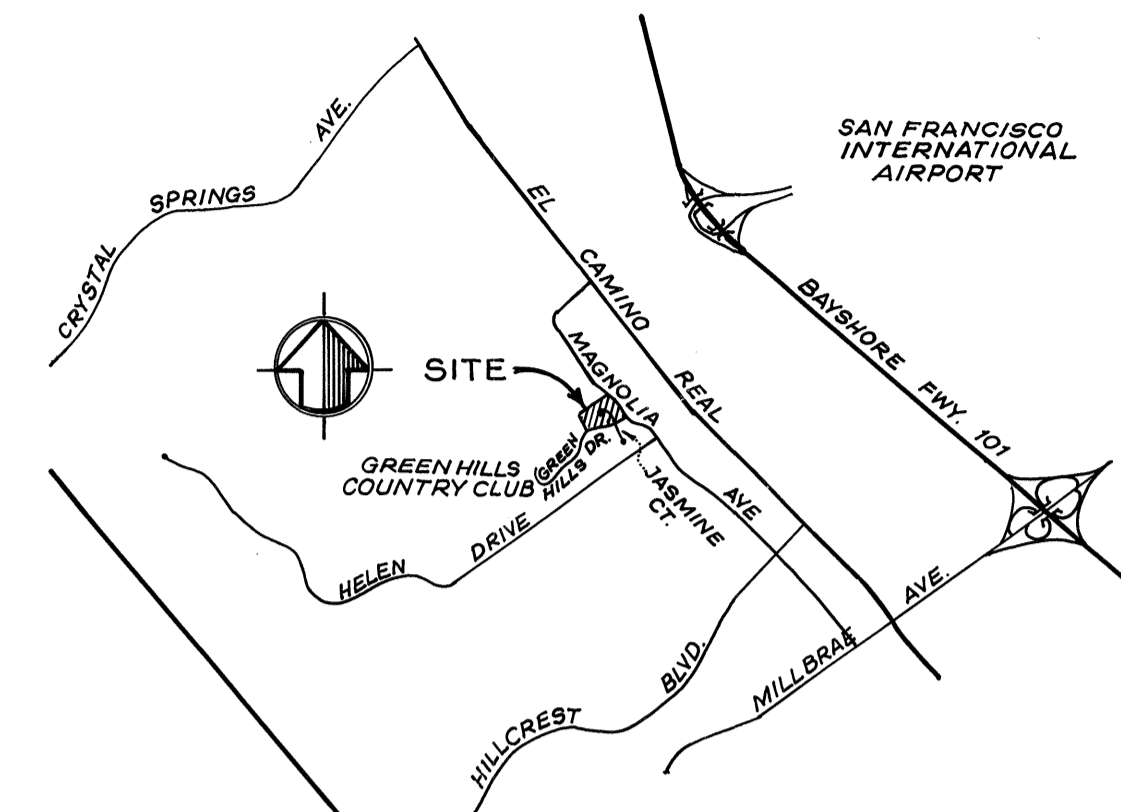 SAN FRANCISCO
INTERNATIONAL
AIRPORT
CRYSTAL SPRINGS AVE.
EL CAMINO REAL
BAYSHORE FWY. 101
MAGNOLIA AVE
SITE
GREEN HILLS
COUNTRY CLUB
GREEN
HILLS DR.
JASMINE
CT.
HELEN DRIVE
HILLCREST BLVD.
MILLBRAE AVE.